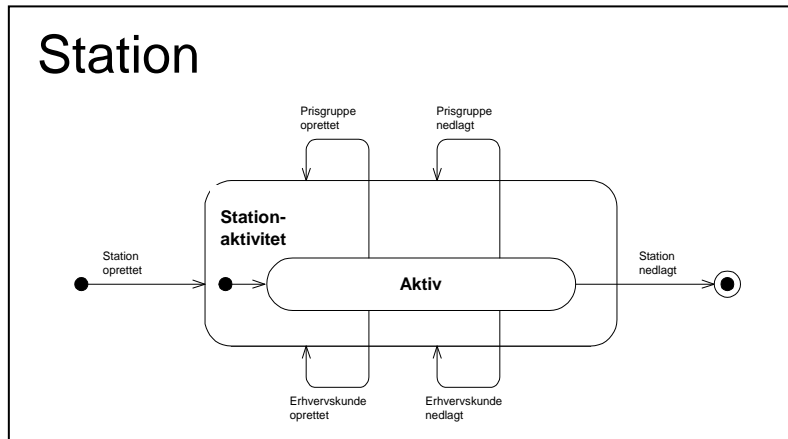 Station
Prisgruppe
oprettet
Prisgruppe
nedlagt
Station-
aktivitet
Station
oprettet
Aktiv
Station
nedlagt
Erhvervskunde
oprettet
Erhvervskunde
nedlagt